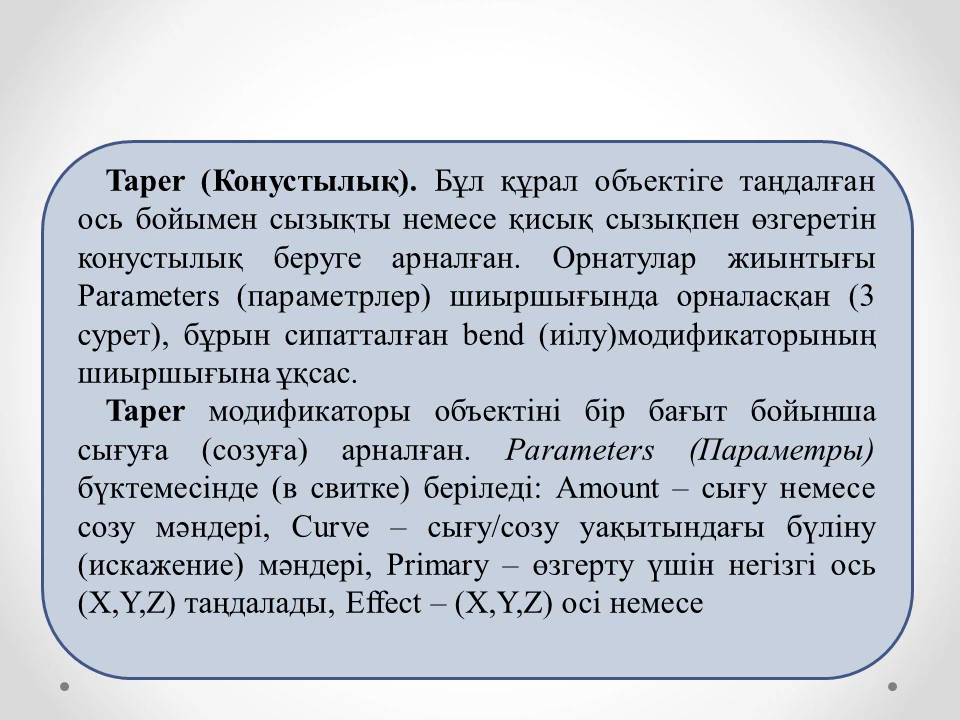 Taper (Конустылық). Бұл құрал объектіге таңдалған
ось бойымен сызықты немесе қисық сызықпен өзгеретін
конустылық беруге арналған. Орнатулар жиынтығы
Parameters (параметрлер) шиыршығында орналасқан (3
сурет), бұрын сипатталған bend (иілу)модификаторының
шиыршығына ұқсас.
Taper модификаторы объектіні бір бағыт бойынша
сығуға (созуға) арналған. Parameters (Параметры)
бүктемесінде (в свитке) беріледі: Amount – сығу немесе
созу мәндері, Curve – сығу/созу уақытындағы бүліну
(искажение) мәндері, Primary – өзгерту үшін негізгі ось
(X,Y,Z) таңдалады, Effect – (X,Y,Z) осі немесе